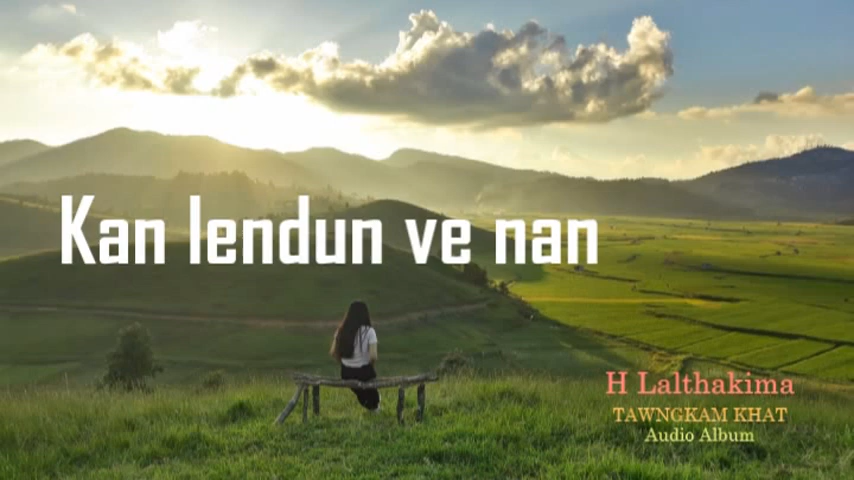 Kan lendun ve nan
H Lalthakima
TAWNGKAM KHAT
Audio Album